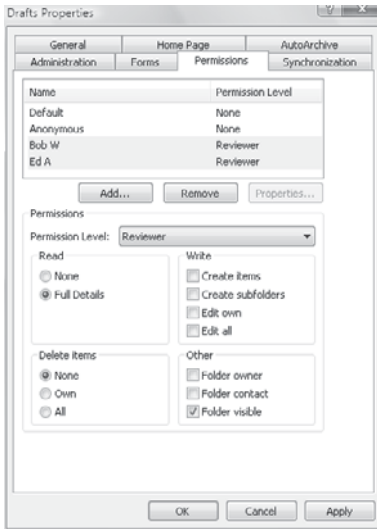 Drafts Properties
General Home Page AutoArchive
Administration Forms Permissions Synchronization
Name Permission Level
Default None
Anonymous None
Bob W Reviewer
Ed A Reviewer
Add... Remove Properties...
Permissions
Permission Level: Reviewer
Read Write
None Create items
Full Details Create subfolders
Edit own
Edit all
Delete items Other
None Folder owner
Own Folder contact
All Folder visible
OK Cancel Apply